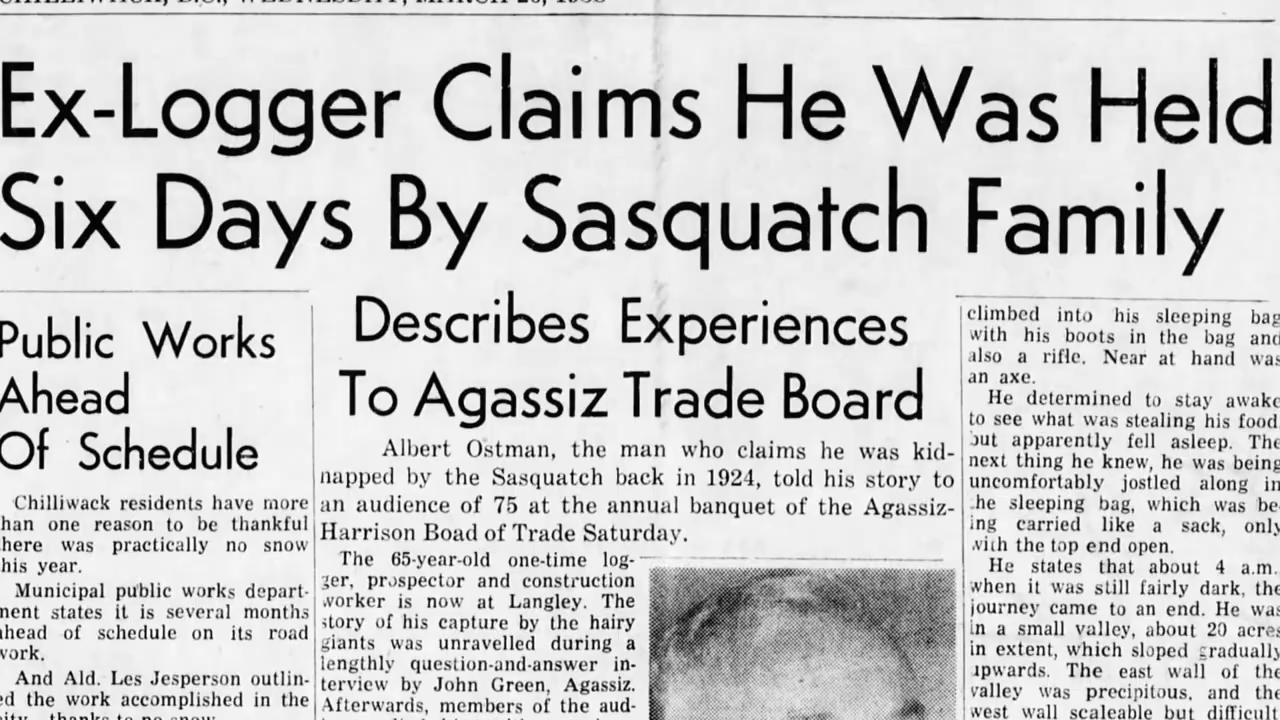 Ex-Logger Claims He Was Held
Six Days By Sasquatch Family
Public Works
Ahead
Of Schedule
Chilliwack residents have more
than one reason to be thankful
there was practically no snow
this year.
Municipal public works depart-
ment states it is several months
ahead of schedule on its road
work.
And Ald. Les Jesperson outlin-
ed the work accomplished in the
Describes Experiences
To Agassiz Trade Board
Albert Ostman, the man who claims he was kid-
napped by the Sasquatch back in 1924, told his story to
an audience of 75 at the annual banquet of the Agassiz-
Harrison Boad of Trade Saturday.
The 65-year-old one-time log-
ger, prospector and construction
worker is now at Langley. The
story of his capture by the hairy
giants was unravelled during a
lengthly question-and-answer in-
terview by John Green, Agassiz.
Afterwards, members of the aud-
climbed into his sleeping bag
with his boots in the bag and
also a rifle. Near at hand was
an axe.
He determined to stay awake
to see what was stealing his food
but apparently fell asleep. The
next thing he knew, he was being
uncomfortably jostled along in
the sleeping bag, which was be-
ing carried like a sack, only
with the top end open.
He states that about 4 a.m.
when it was still fairly dark, the
journey came to an end. He was
in a small valley, about 20 acres
in extent, which sloped gradually
upwards. The east wall of the
valley was precipitous, and the
west wall scaleable but difficult